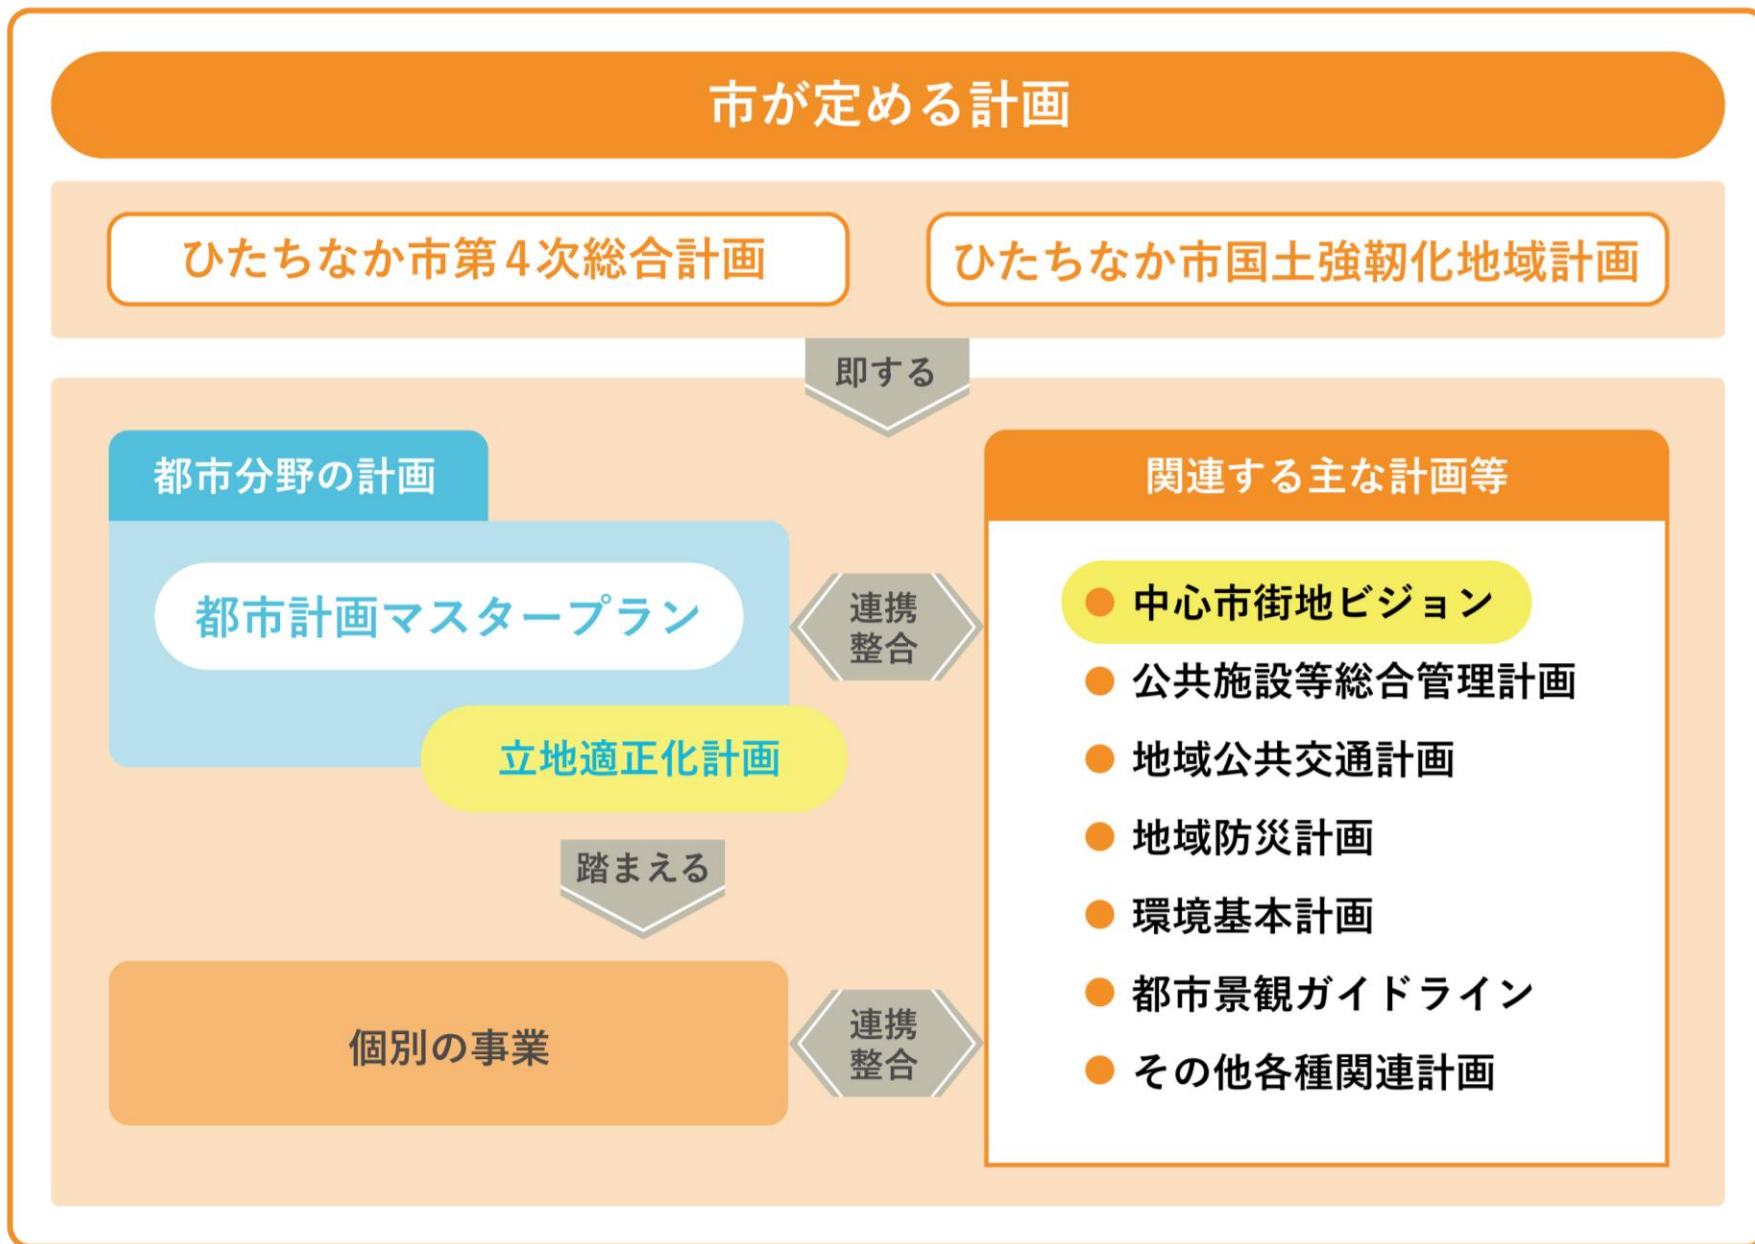 市が定める計画
ひたちなか市第4次総合計画
ひたちなか市国土強靭化地域計画
即する
都市分野の計画
都市計画マスタープラン
立地適正化計画
連携
整合
踏まえる
個別の事業
連携
整合
関連する主な計画等
● 中心市街地ビジョン
● 公共施設等総合管理計画
● 地域公共交通計画
● 地域防災計画
● 環境基本計画
● 都市景観ガイドライン
● その他各種関連計画